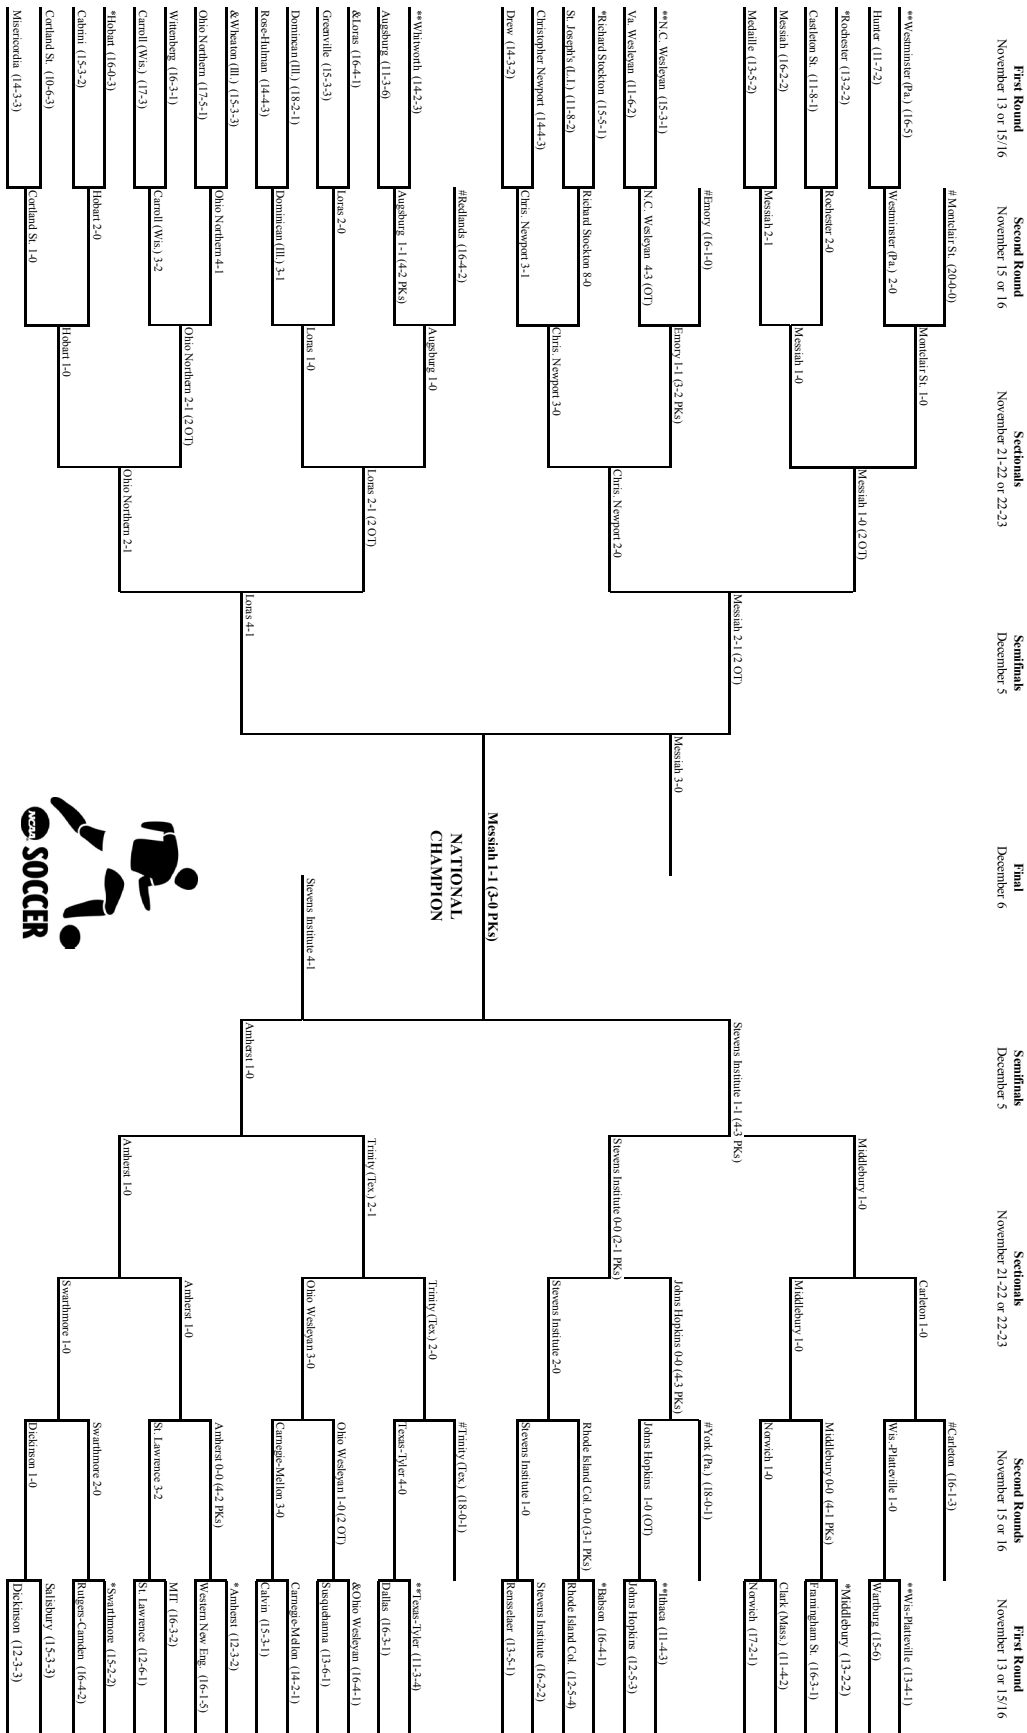 First Round
November 13 or 15/16
Second Round
November 15 or 16
Sectionals
November 21-22 or 22-23
Semifinals
December 5
Final
December 6
Semifinals
December 5
Sectionals
November 21-22 or 22-23
Second Rounds
November 15 or 16
First Round
November 13 or 15/16
**Westminster (Pa.) (16-5)
Hunter (11-7-2)
*Rochester (13-2-2)
Castleton St. (11-8-1)
Messiah (16-2-2)
Medaille (13-5-2)
**N.C. Wesleyan (15-3-1)
Va. Wesleyan (11-6-2)
*Richard Stockton (15-5-1)
St. Joseph's (L.I.) (11-8-2)
Christopher Newport (14-4-3)
Drew (14-3-2)
**Whitworth (14-2-3)
Augsburg (11-3-6)
&Loras (16-4-1)
Greenville (15-3-3)
Dominican (Ill.) (18-2-1)
Rose-Hulman (14-4-3)
&Wheaton (Ill.) (15-3-3)
Ohio Northern (17-5-1)
Wittenberg (16-3-1)
Carroll (Wis.) (17-3)
*Hobart (16-0-3)
Cabrini (15-3-2)
Cortland St. (10-6-3)
Misericordia (14-3-3)
#Montclair St. (20-0-0)
Westminster (Pa.) 2-0
Rochester 2-0
Messiah 2-1
#Emory (16-1-0)
N.C. Wesleyan 4-3 (OT)
Richard Stockton 8-0
Chris. Newport 3-1
#Redlands (16-4-2)
Augsburg 1-1 (4-2 PKs)
Loras 2-0
Dominican (Ill.) 3-1
Ohio Northern 4-1
Carroll (Wis.) 3-2
Hobart 2-0
Cortland St. 1-0
Montclair St. 1-0
Messiah 1-0
Emory 1-1 (3-2 PKs)
Chris. Newport 3-0
Augsburg 1-0
Loras 1-0
Ohio Northern 2-1 (2 OT)
Hobart 1-0
Messiah 1-0 (2 OT)
Chris. Newport 2-0
Loras 2-1 (2 OT)
Ohio Northern 2-1
Messiah 2-1 (2 OT)
Loras 4-1
Messiah 3-0
Messiah 1-1 (3-0 PKs)
NATIONAL
CHAMPION
NCAA SOCCER
Stevens Institute 4-1
Stevens Institute 1-1 (4-3 PKs)
Amherst 1-0
Middlebury 1-0
Stevens Institute 0-0 (2-1 PKs)
Trinity (Tex.) 2-1
Amherst 1-0
Carleton 1-0
Middlebury 1-0
Johns Hopkins 0-0 (4-3 PKs)
Stevens Institute 2-0
Trinity (Tex.) 2-0
Ohio Wesleyan 3-0
Amherst 1-0
Swarthmore 1-0
#Carleton (16-1-3)
Wis.-Platteville 1-0
Middlebury 0-0 (4-1 PKs)
Norwich 1-0
#York (Pa.) (18-0-1)
Johns Hopkins 1-0 (OT)
Rhode Island Col. 0-0 (3-1 PKs)
Stevens Institute 1-0
#Trinity (Tex.) (18-0-1)
Texas-Tyler 4-0
Ohio Wesleyan 1-0 (2 OT)
Carnegie-Mellon 3-0
Amherst 0-0 (4-2 PKs)
St. Lawrence 3-2
Swarthmore 2-0
Dickinson 1-0
**Wis-Platteville (13-4-1)
Wartburg (15-6)
*Middlebury (13-2-2)
Framingham St. (16-3-1)
Clark (Mass.) (11-4-2)
Norwich (17-2-1)
**Ithaca (11-4-3)
Johns Hopkins (12-5-3)
*Babson (16-4-1)
Rhode Island Col. (12-5-4)
Stevens Institute (16-2-2)
Rensselaer (13-5-1)
**Texas-Tyler (11-3-4)
Dallas (16-3-1)
&Ohio Wesleyan (16-4-1)
Susquehanna (13-6-1)
Carnegie-Mellon (14-2-1)
Calvin (15-3-1)
*Amherst (12-3-2)
Western New Eng. (16-1-5)
MIT (16-3-2)
St. Lawrence (12-6-1)
*Swarthmore (15-2-2)
Rutgers-Camden (16-4-2)
Salisbury (15-3-3)
Dickinson (12-3-3)